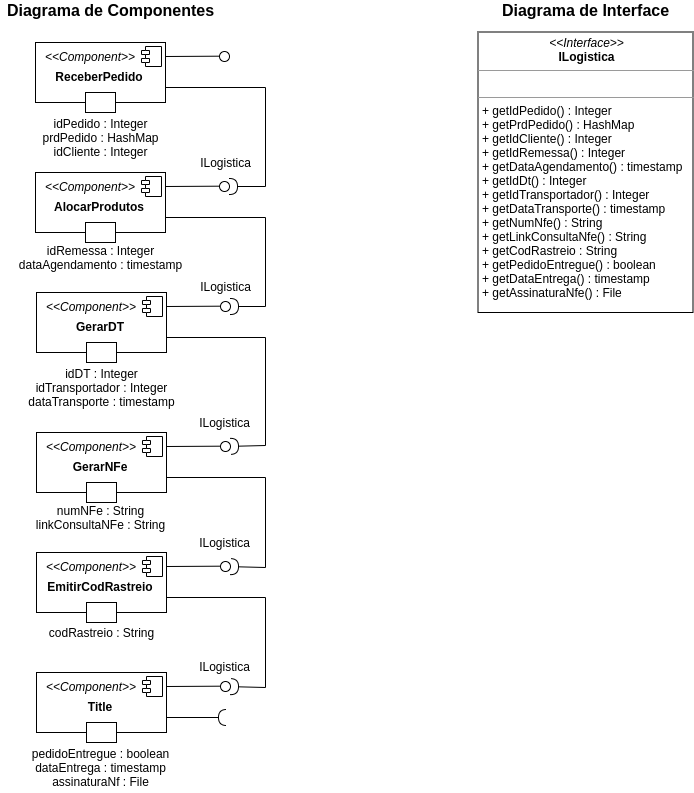 Diagrama de Componentes
<<Component>>
ReceberPedido
idPedido : Integer
prdPedido : HashMap
idCliente : Integer
ILogistica
<<Component>>
AlocarProdutos
idRemessa : Integer
dataAgendamento : timestamp
ILogistica
<<Component>>
GerarDT
idDT : Integer
idTransportador : Integer
dataTransporte : timestamp
ILogistica
<<Component>>
GerarNFe
numNFe : String
linkConsultaNFe : String
ILogistica
<<Component>>
EmitirCodRastreio
codRastreio : String
ILogistica
<<Component>>
Title
pedidoEntregue : boolean
dataEntrega : timestamp
assinaturaNf : File
Diagrama de Interface
<<Interface>>
ILogistica
+ getIdPedido() : Integer
+ getPrdPedido() : HashMap
+ getIdCliente() : Integer
+ getIdRemessa() : Integer
+ getDataAgendamento() : timestamp
+ getIdDt() : Integer
+ getIdTransportador() : Integer
+ getDataTransporte() : timestamp
+ getNumNfe() : String
+ getLinkConsultaNfe() : String
+ getCodRastreio : String
+ getPedidoEntregue() : boolean
+ getDataEntrega() : timestamp
+ getAssinaturaNfe() : File